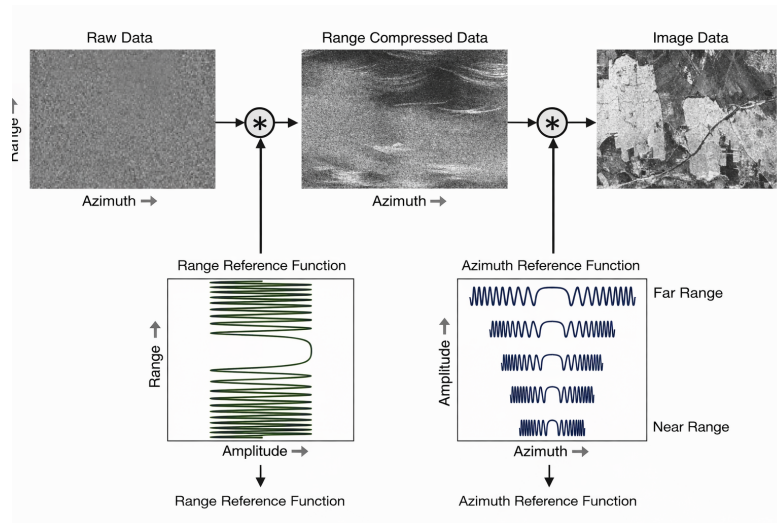 Raw Data
Range Compressed Data
Image Data
Range →
Azimuth →
Azimuth →
Range Reference Function
Azimuth Reference Function
Range →
Amplitude →
Far Range
Near Range
Amplitude →
Azimuth →
Range Reference Function
Azimuth Reference Function